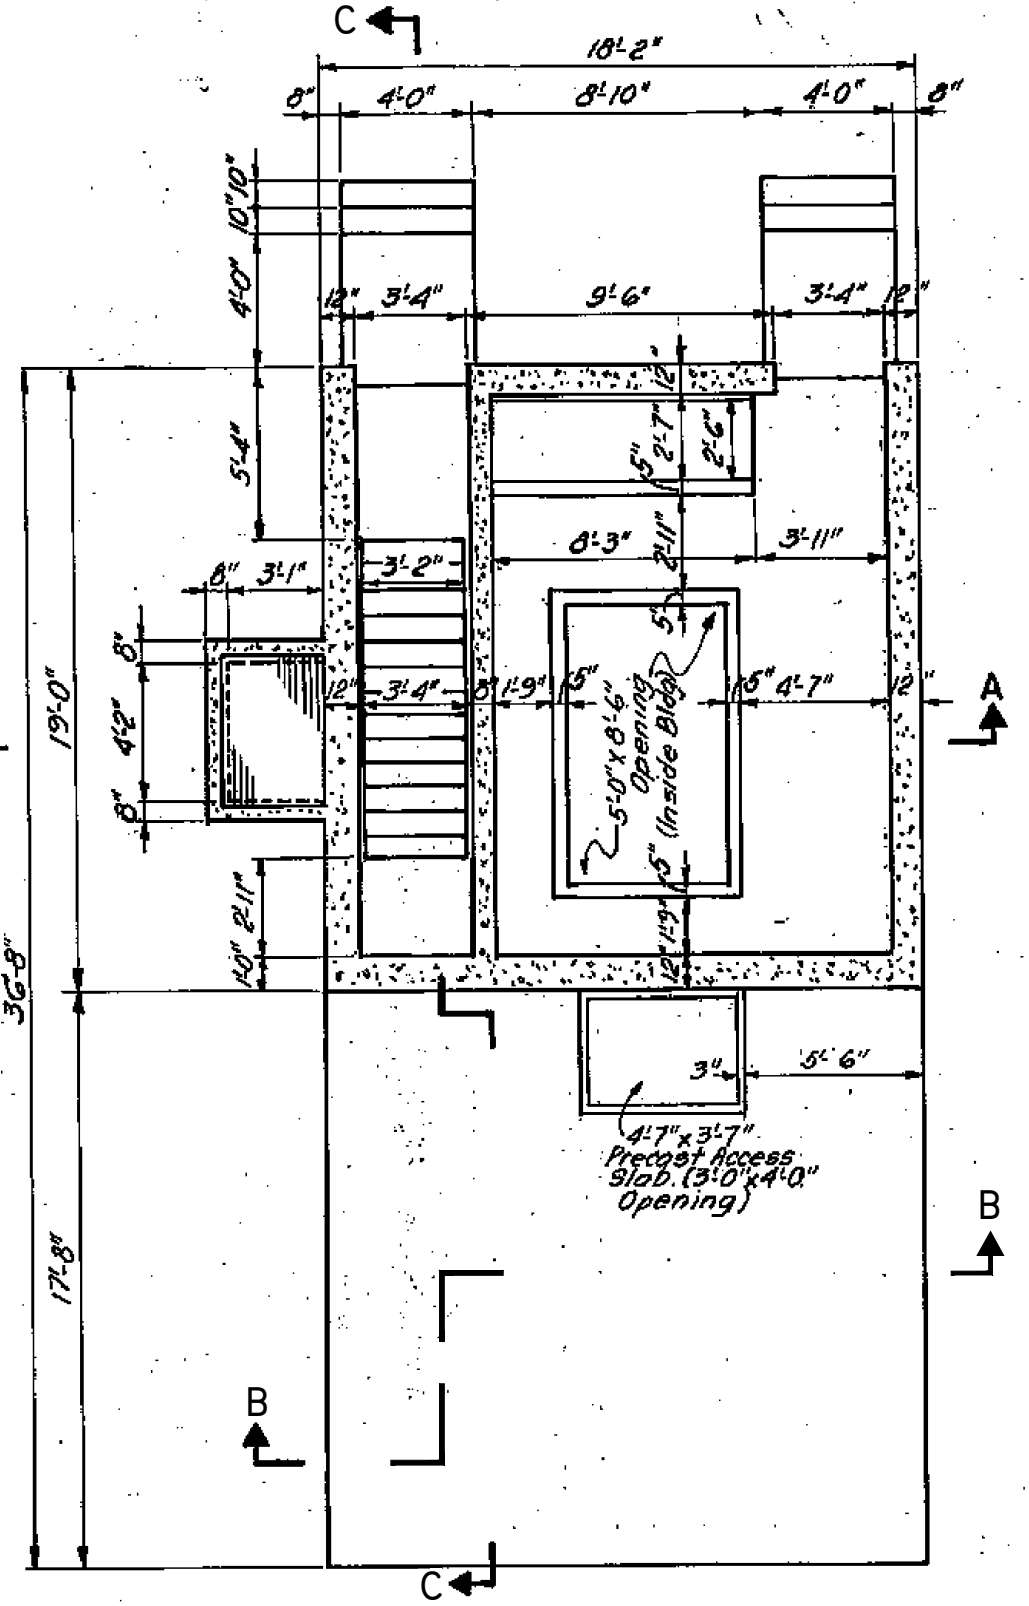 C
18'-2"
8" 4'-0" 8'-10" 4'-0" 8"
10"
10"
4'-0"
12" 3'-4" 9'-6" 3'-4" 12"
12"
5'-4"
2'-7"
2'-6"
5"
2'-11"
8'-3" 3'-11"
8" 3'-1" 3'-2"
5"
8"
12" 3'-4" 8" 1'-9" 5" 5" 4'-7" 12"
A
19'-0"
4'-2"
5'-0" x 8'-6"
Opening
(Inside Bldg)
8"
5"
2'-11"
1'-9"
1'-0"
12"
36'-8"
3" 5'-6"
4'-7" x 3'-7"
Precast Access
Slab. (3'-0" x 4'-0"
Opening)
B
17'-8"
B
C